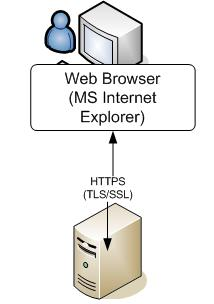 Web Browser
(MS Internet
Explorer)
HTTPS
(TLS/SSL)